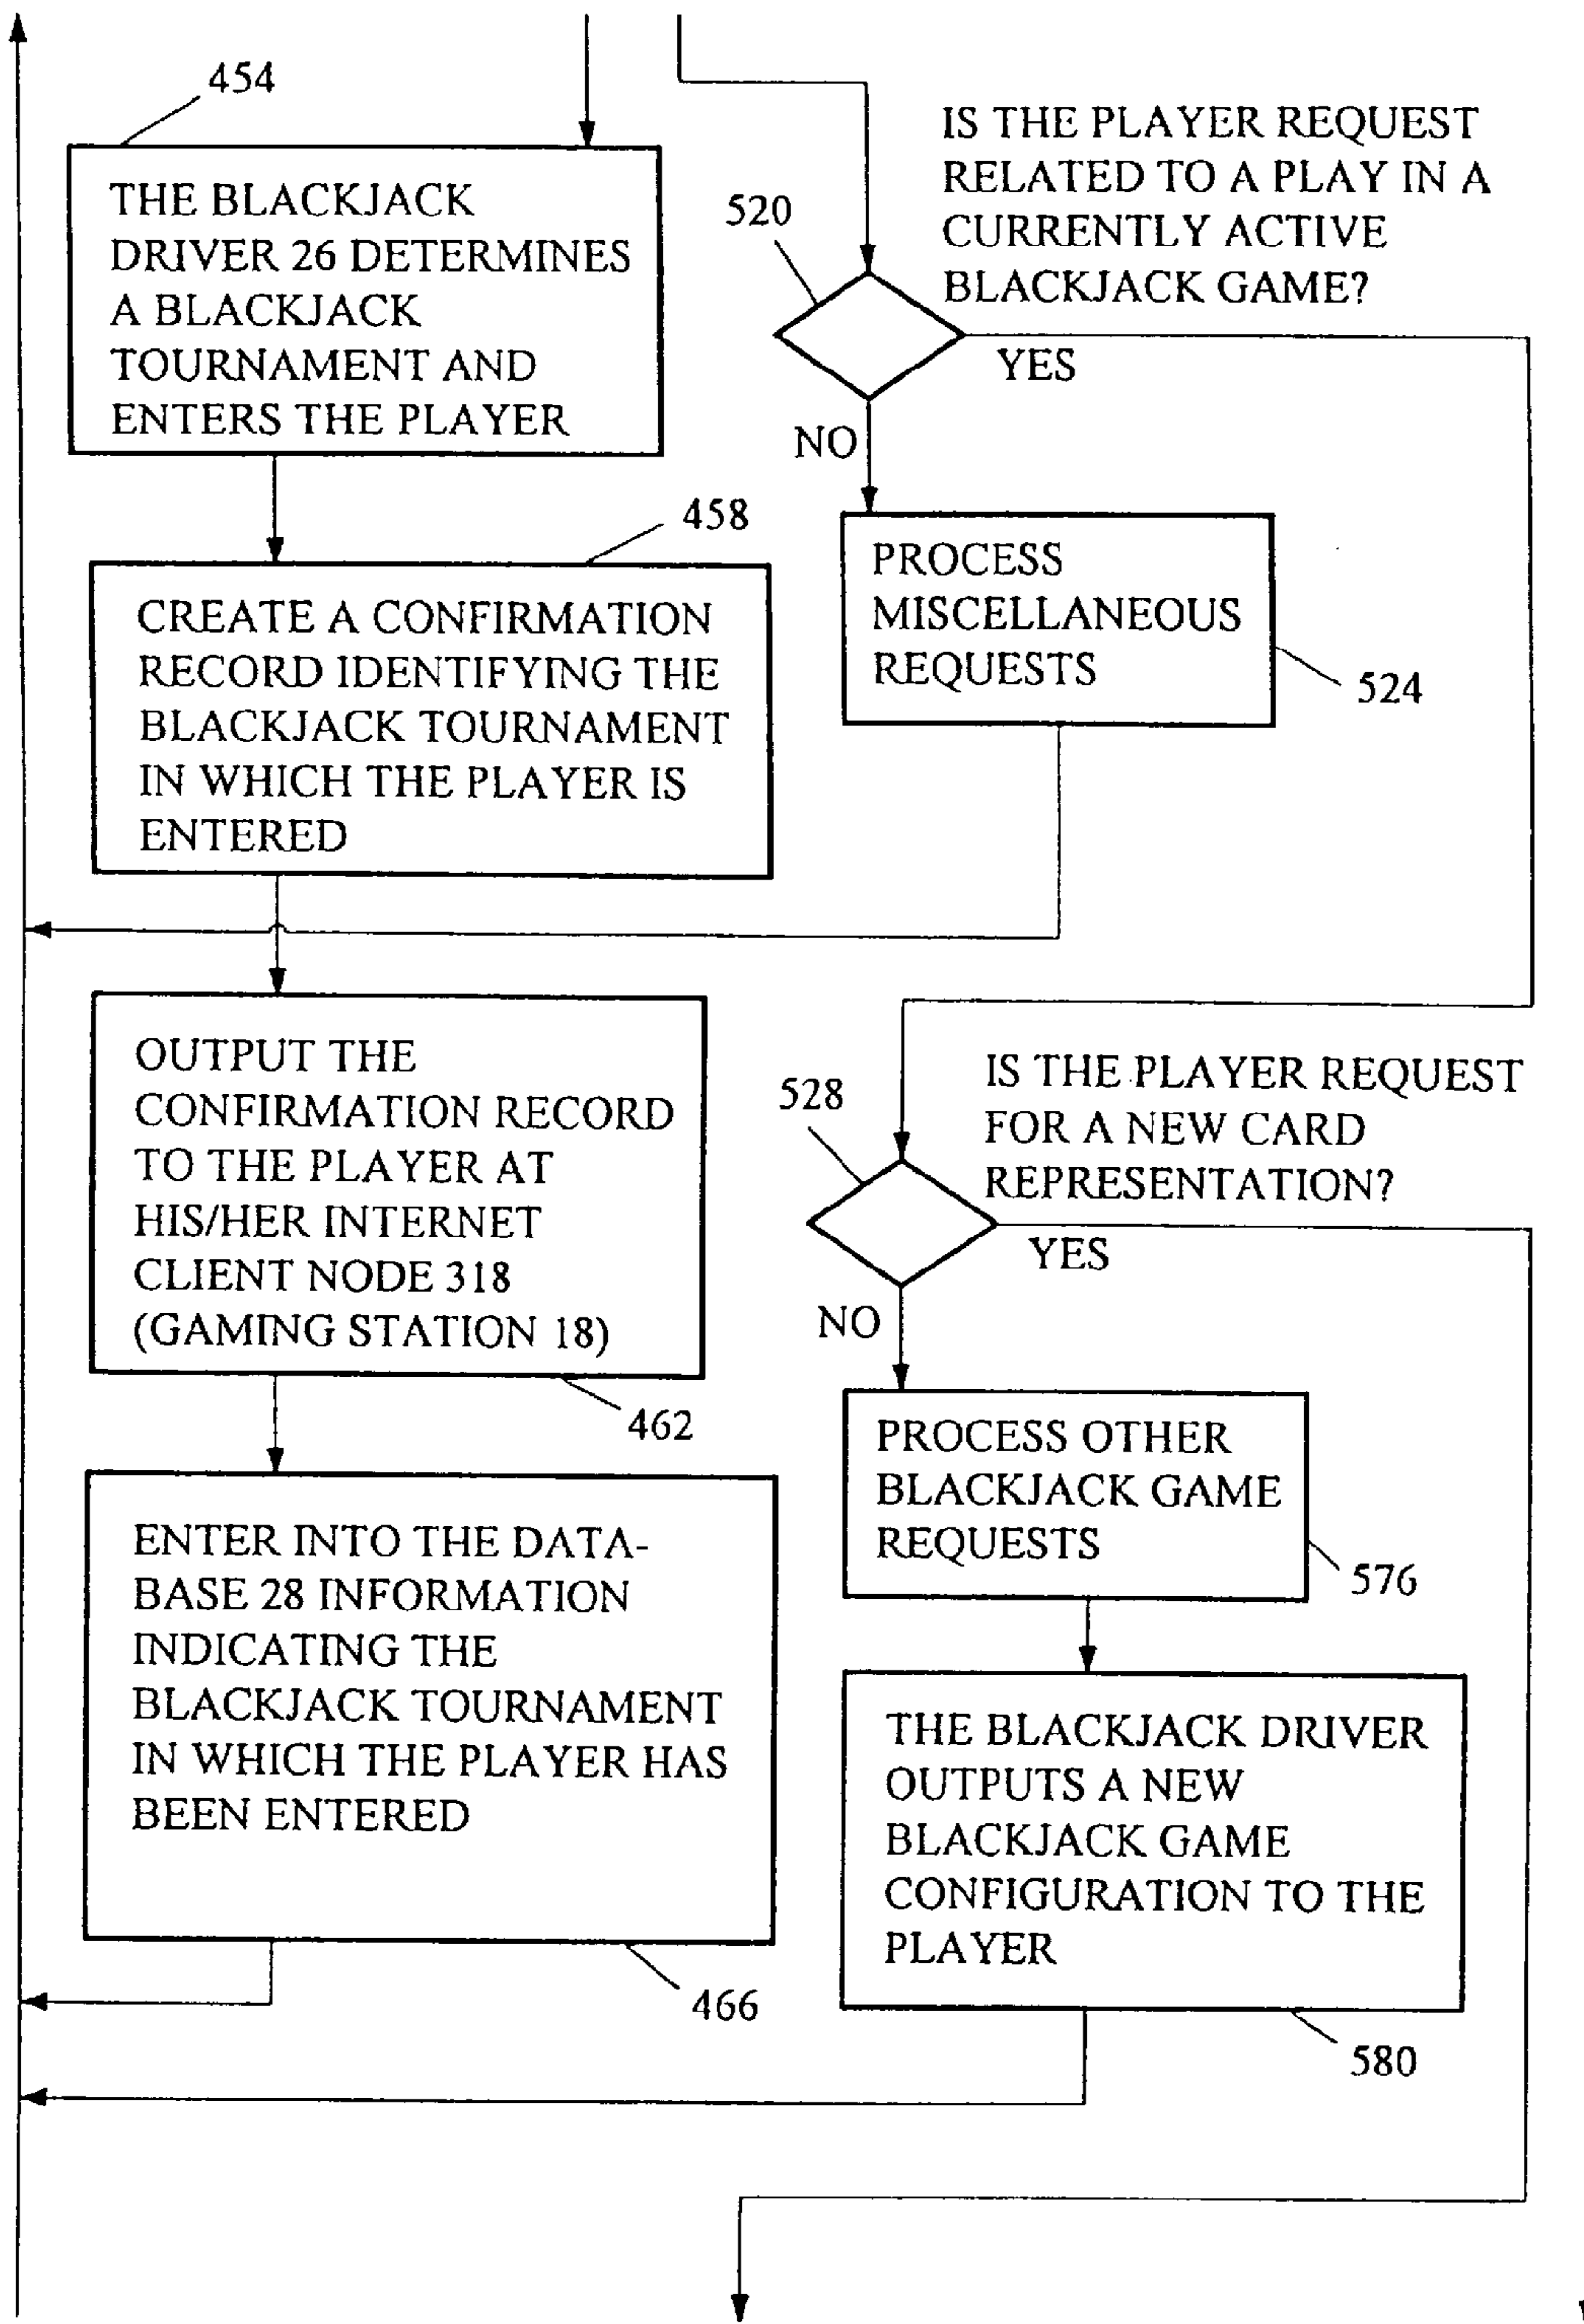 454
THE BLACKJACK
DRIVER 26 DETERMINES
A BLACKJACK
TOURNAMENT AND
ENTERS THE PLAYER
458
CREATE A CONFIRMATION
RECORD IDENTIFYING THE
BLACKJACK TOURNAMENT
IN WHICH THE PLAYER IS
ENTERED
OUTPUT THE
CONFIRMATION RECORD
TO THE PLAYER AT
HIS/HER INTERNET
CLIENT NODE 318
(GAMING STATION 18)
462
ENTER INTO THE DATA-
BASE 28 INFORMATION
INDICATING THE
BLACKJACK TOURNAMENT
IN WHICH THE PLAYER HAS
BEEN ENTERED
466
IS THE PLAYER REQUEST
RELATED TO A PLAY IN A
CURRENTLY ACTIVE
BLACKJACK GAME?
520
YES
NO
PROCESS
MISCELLANEOUS
REQUESTS
524
IS THE PLAYER REQUEST
FOR A NEW CARD
REPRESENTATION?
528
YES
NO
PROCESS OTHER
BLACKJACK GAME
REQUESTS
576
THE BLACKJACK DRIVER
OUTPUTS A NEW
BLACKJACK GAME
CONFIGURATION TO THE
PLAYER
580